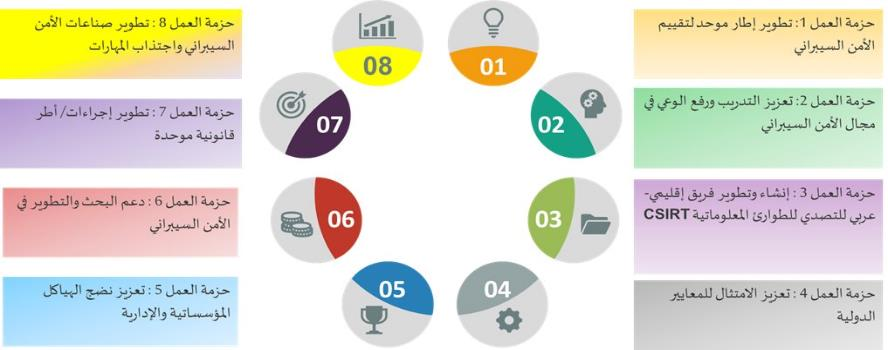 حزمة العمل 1: تطوير إطار موحد لتقييم
الأمن السيبراني
حزمة العمل 2: تعزيز التدريب ورفع الوعي في
مجال الأمن السيبراني
حزمة العمل 3 : إنشاء وتطوير فريق إقليمي-
عربي للتصدي للطوارئ المعلوماتية CSIRT
حزمة العمل 4 : تعزيز الامتثال للمعايير
الدولية
حزمة العمل 5 : تعزيز نضج الهياكل
المؤسساتية والإدارية
حزمة العمل 6 : دعم البحث والتطوير في
الأمن السيبراني
حزمة العمل 7 : تطوير إجراءات/ أطر
قانونية موحدة
حزمة العمل 8 : تطوير صناعات الأمن
السيبراني واجتذاب المهارات
01
02
03
04
05
06
07
08